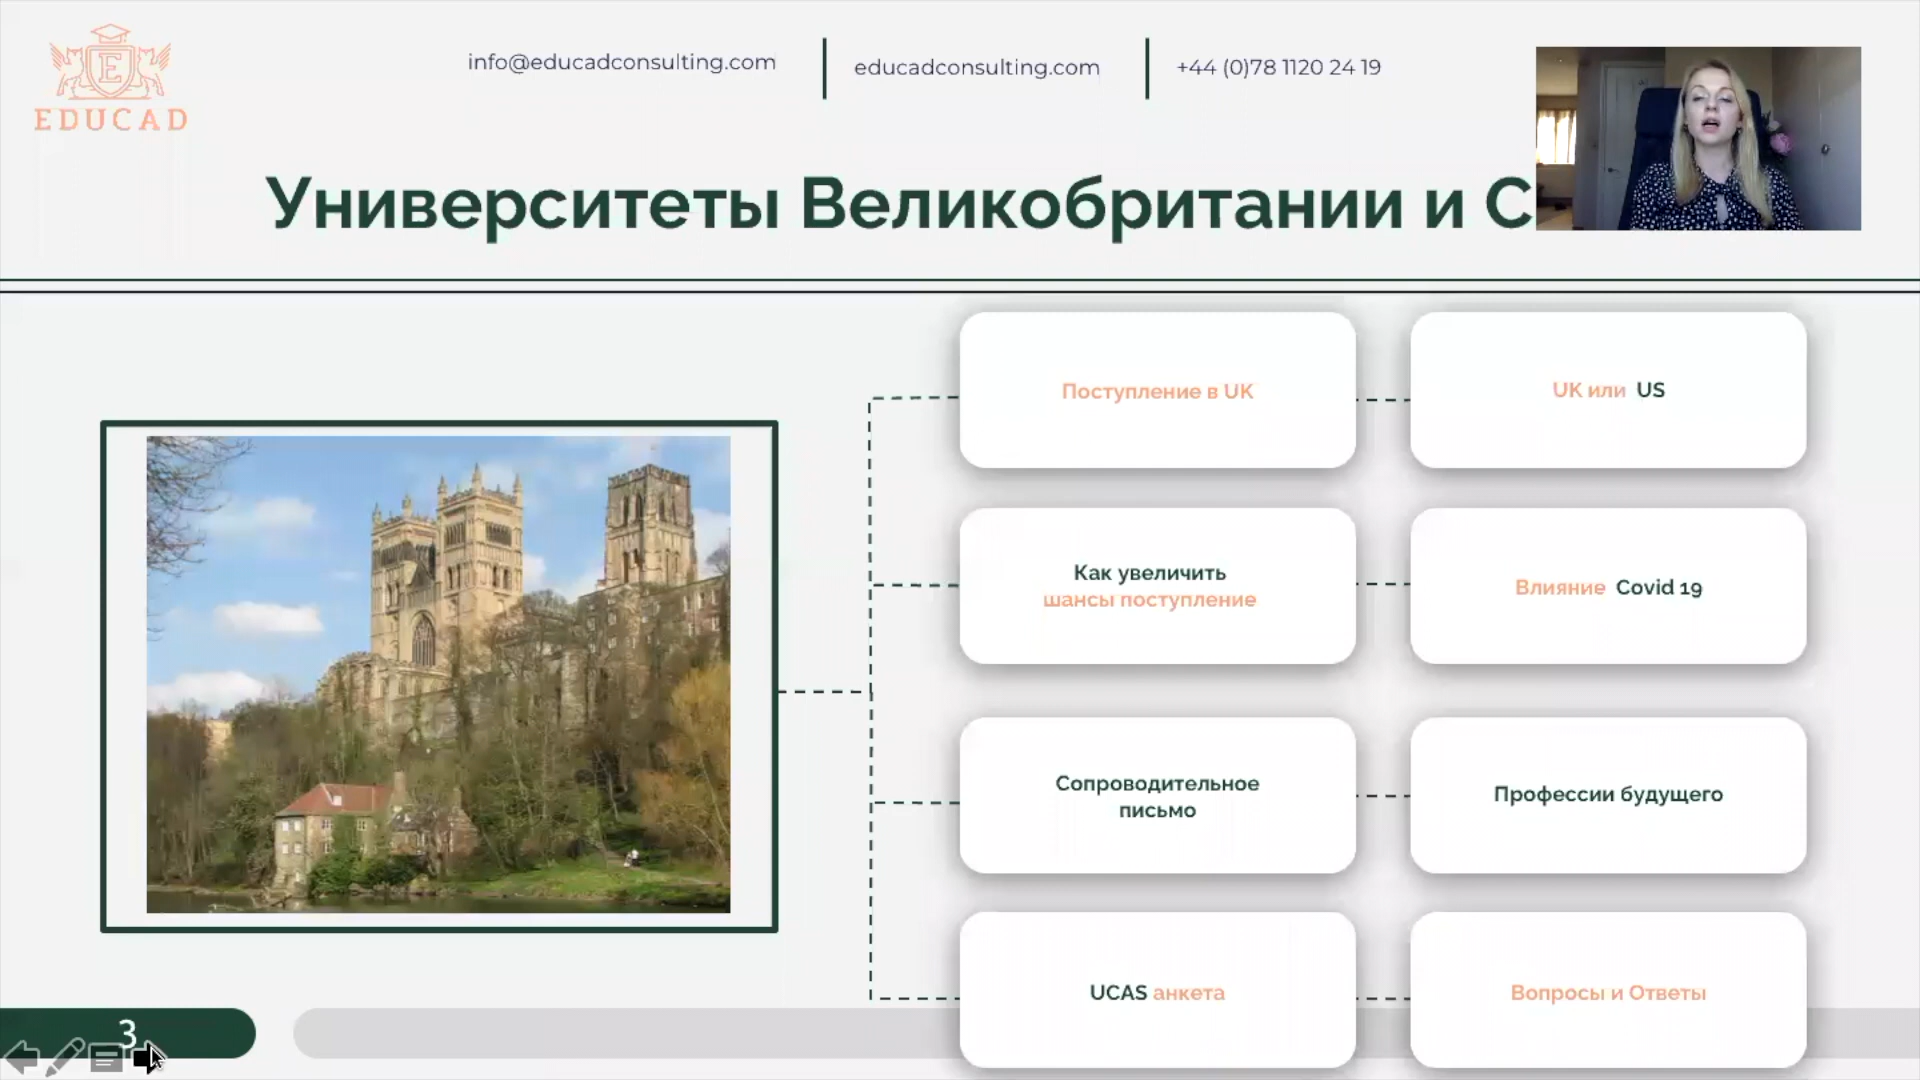 E
EDUCAD
info@educadconsulting.com
educadconsulting.com
+44 (0)78 1120 24 19
Университеты Великобритании и С
Поступление в UK
UK или US
Как увеличить
шансы поступление
Влияние Covid 19
Сопроводительное
письмо
Профессии будущего
UCAS анкета
Вопросы и Ответы
3